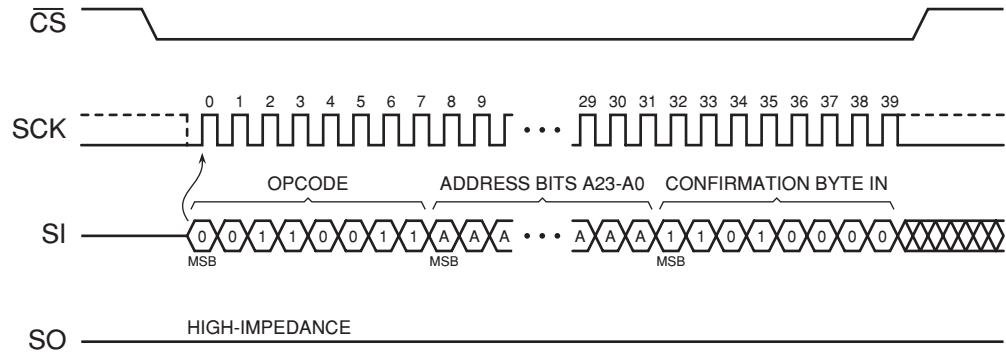 CS
0 1 2 3 4 5 6 7 8 9 29 30 31 32 33 34 35 36 37 38 39
SCK
OPCODE ADDRESS BITS A23-A0 CONFIRMATION BYTE IN
SI 0 0 1 1 0 0 1 1 A A A A A A 1 1 0 1 0 0 0 0
MSB MSB MSB
HIGH-IMPEDANCE
SO